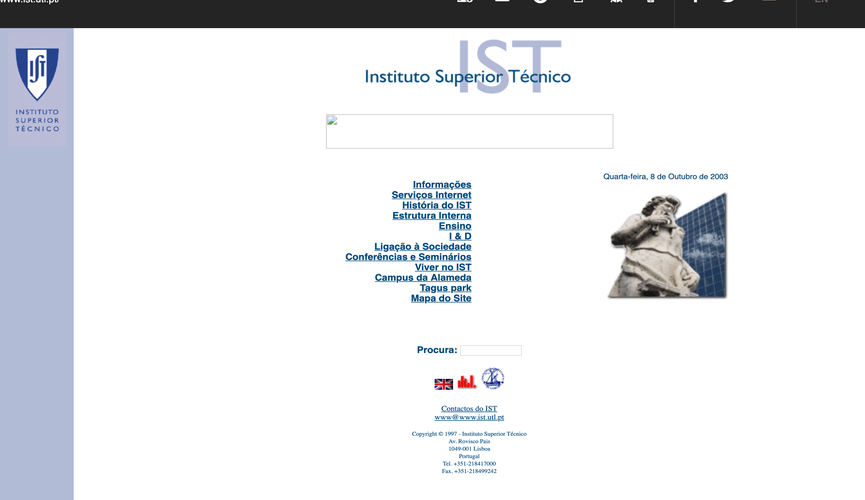 www.ist.utl.pt/
EN
IST
INSTITUTO
SUPERIOR
TÉCNICO
IST
Instituto Superior Técnico
Quarta-feira, 8 de Outubro de 2003
Informações
Serviços Internet
História do IST
Estrutura Interna
Ensino
I & D
Ligação à Sociedade
Conferências e Seminários
Viver no IST
Campus da Alameda
Tagus park
Mapa do Site
Procura:
Contactos do IST
www@www.ist.utl.pt
Copyright © 1997 - Instituto Superior Técnico
Av. Rovisco Pais
1049-001 Lisboa
Portugal
Tel. +351-218417000
Fax. +351-218499242